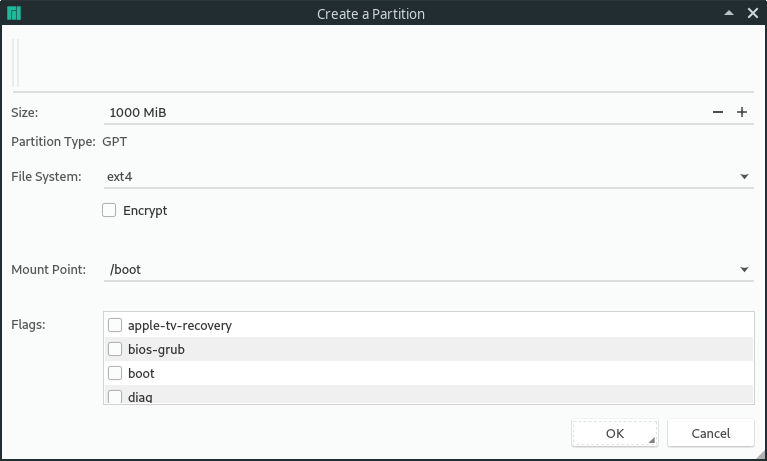 Create a Partition
Size: 1000 MiB
Partition Type: GPT
File System: ext4
Encrypt
Mount Point: /boot
Flags: apple-tv-recovery
bios-grub
boot
diag
OK Cancel